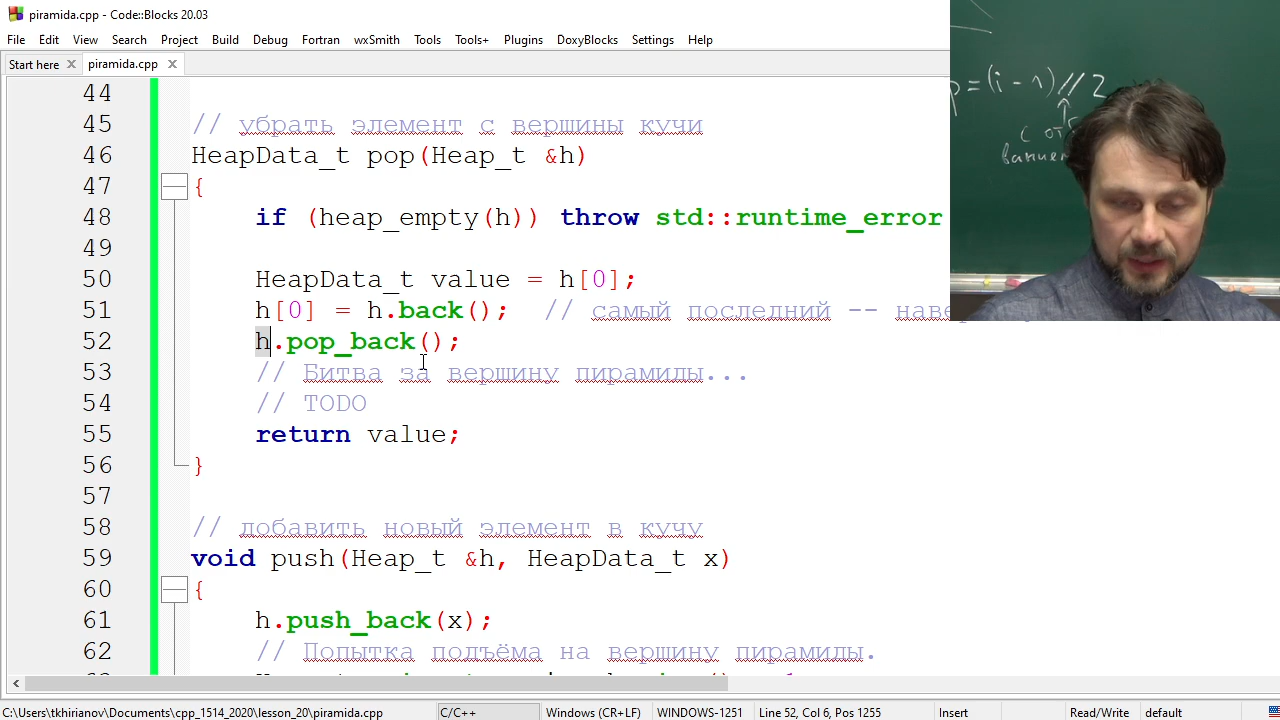 piramida.cpp - Code::Blocks 20.03
File Edit View Search Project Build Debug Fortran wxSmith Tools Tools+ Plugins DoxyBlocks Settings Help
Start here piramida.cpp
44
45 // убрать элемент с вершины кучи
46 HeapData_t pop(Heap_t &h)
47 {
48 if (heap_empty(h)) throw std::runtime_error
49
50 HeapData_t value = h[0];
51 h[0] = h.back(); // самый последний --
52 h.pop_back();
53 // Битва за вершину пирамиды...
54 // TODO
55 return value;
56 }
57
58 // добавить новый элемент в кучу
59 void push(Heap_t &h, HeapData_t x)
60 {
61 h.push_back(x);
62 // Попытка подъёма на вершину пирамиды.
p=(i-1)//2
C:\Users\tkhirianov\Documents\cpp_1514_2020\lesson_20\piramida.cpp C/C++ Windows (CR+LF) WINDOWS-1251 Line 52, Col 6, Pos 1255 Insert Read/Write default